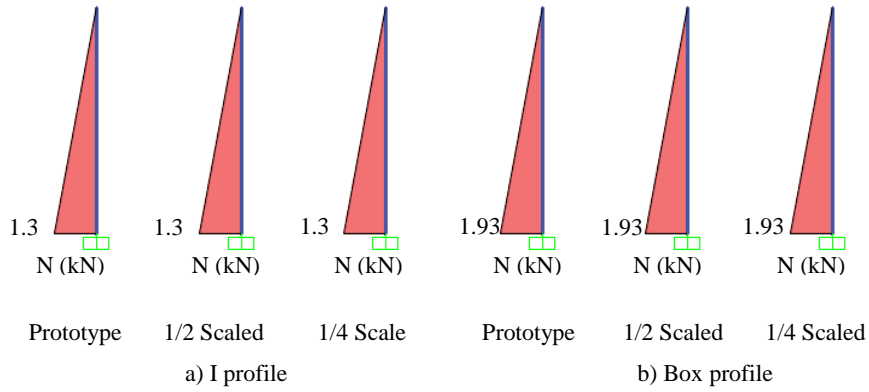 1.3 1.3 1.3 1.93 1.93 1.93
N (kN) N (kN) N (kN) N (kN) N (kN) N (kN)
Prototype 1/2 Scaled 1/4 Scale Prototype 1/2 Scaled 1/4 Scaled
a) I profile b) Box profile